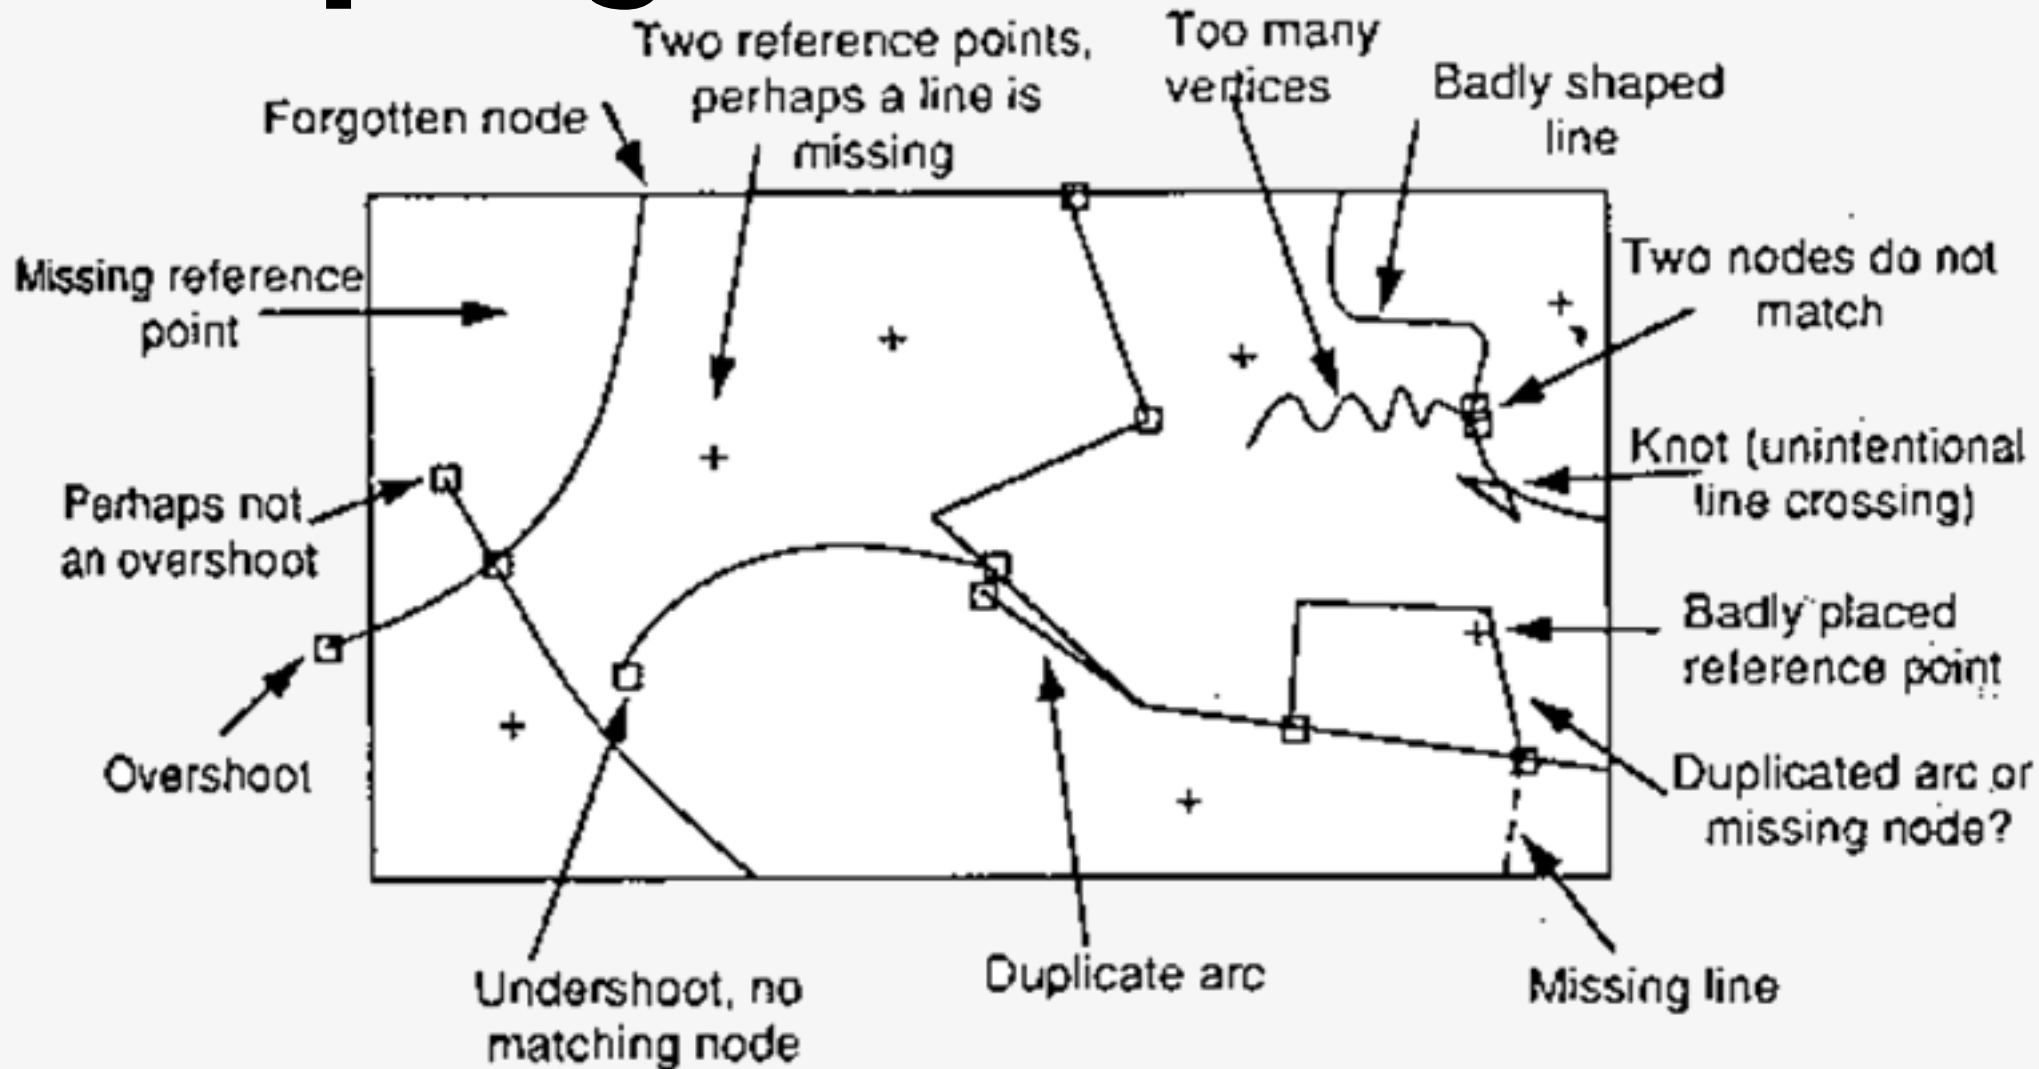 Two reference points,
perhaps a line is
missing
Too many
vertices
Badly shaped
line
Forgotten node
Missing reference
point
Two nodes do not
match
Knot (unintentional
line crossing)
Perhaps not
an overshoot
Badly placed
reference point
Overshoot
Duplicated arc or
missing node?
Undershoot, no
matching node
Duplicate arc
Missing line